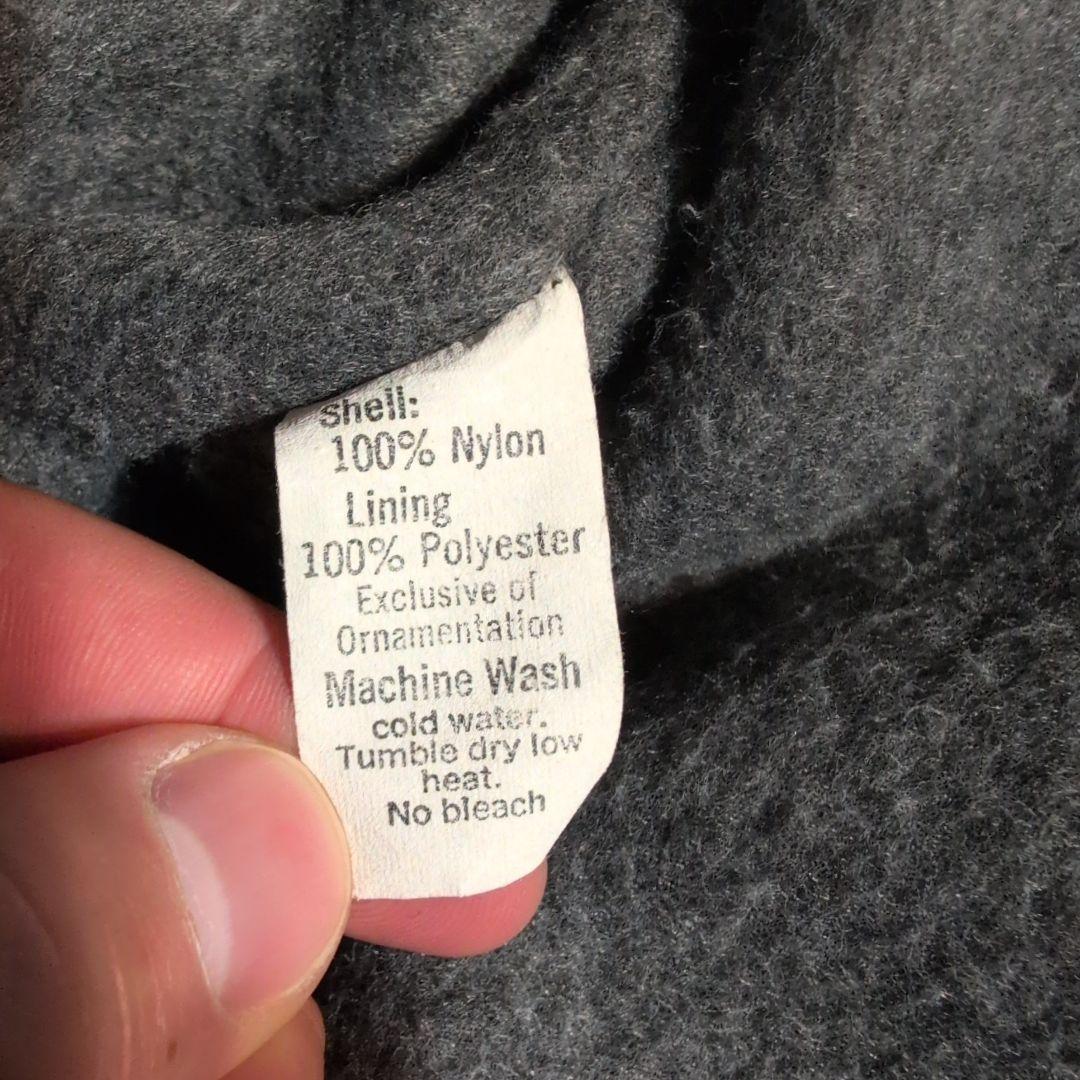 Shell:
100% Nylon
Lining
100% Polyester
Exclusive of
Ornamentation
Machine Wash
cold water.
Tumble dry low
heat.
No bleach